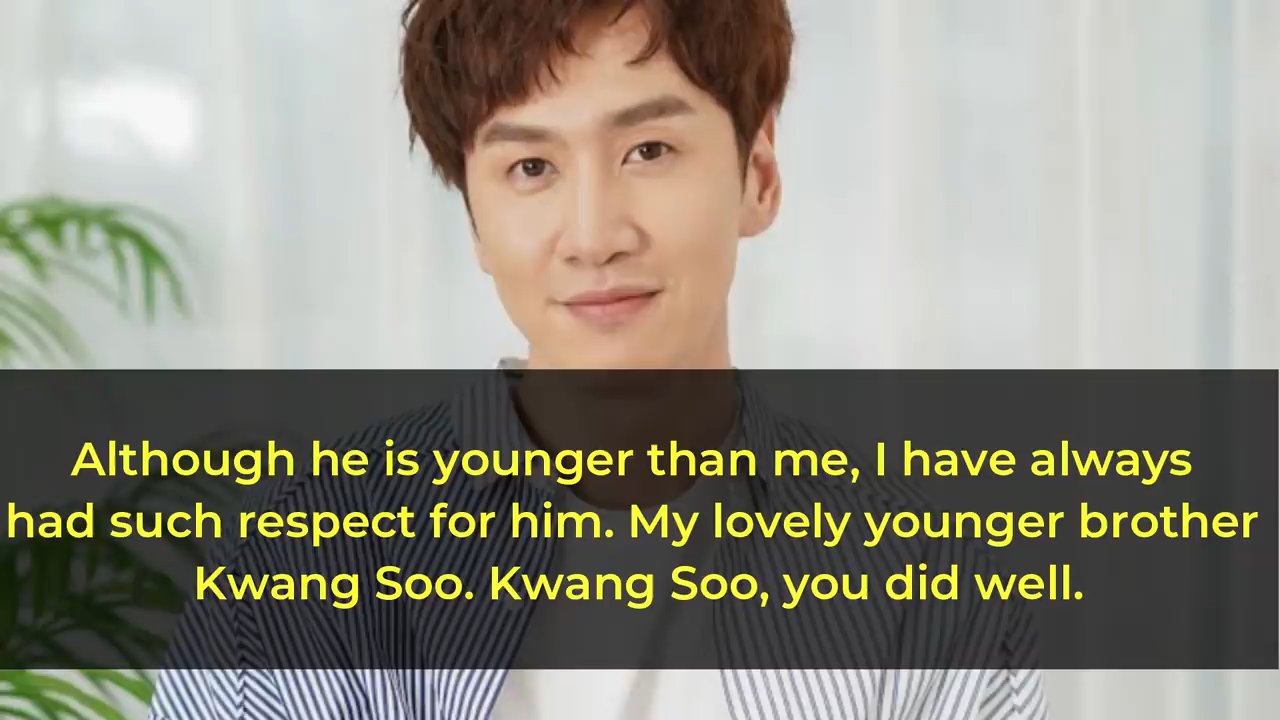 Although he is younger than me, I have always
had such respect for him. My lovely younger brother
Kwang Soo. Kwang Soo, you did well.